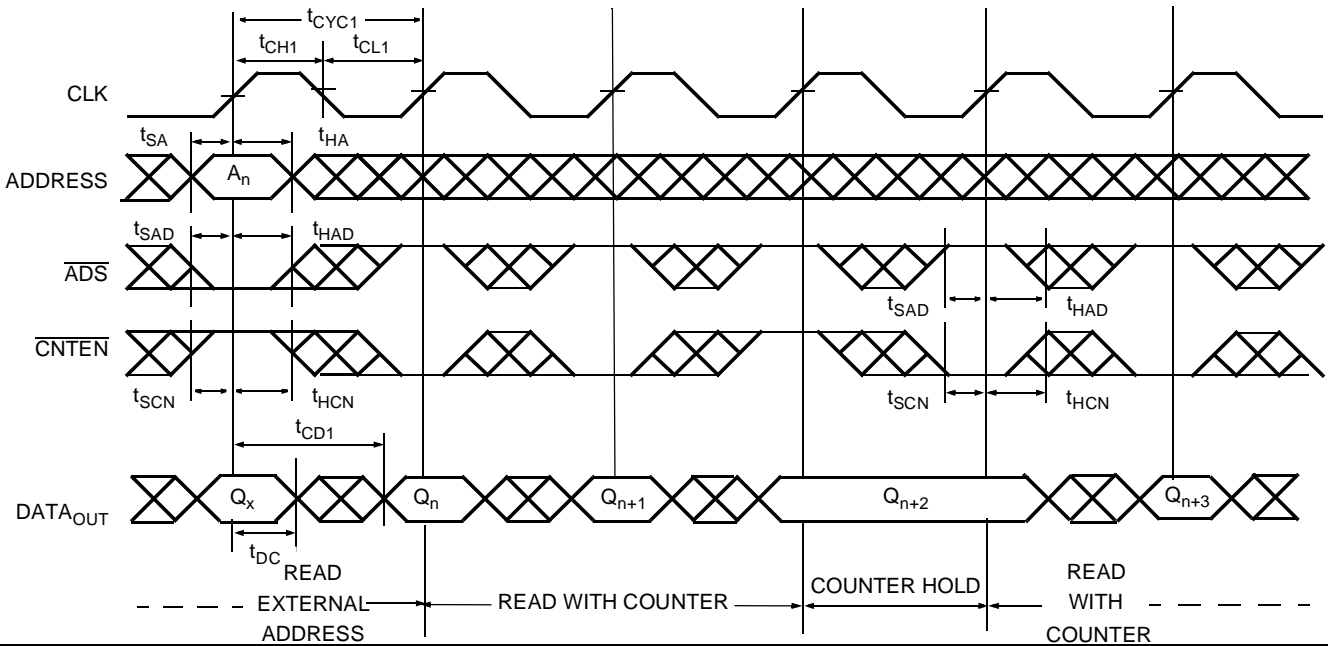 tCYC1
tCH1 tCL1
CLK
tSA tHA
ADDRESS An
tSAD tHAD
ADS
tSAD tHAD
CNTEN
tSCN tHCN tSCN tHCN
tCD1
DATAOUT Qx Qn Qn+1 Qn+2 Qn+3
tDC
READ
EXTERNAL
ADDRESS
READ WITH COUNTER
COUNTER HOLD
READ
WITH
COUNTER